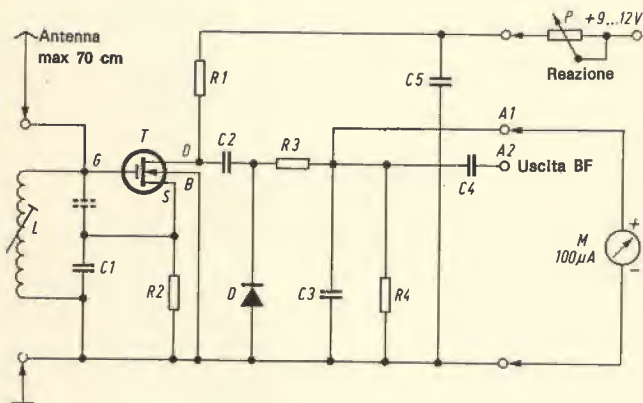 Antenna
max 70 cm
P
+9...12V
Reazione
R1
C5
A1
T
D
C2
R3
A2
Uscita BF
G
B
C4
S
L
M
100µA
+
-
C1
R2
D
C3
R4